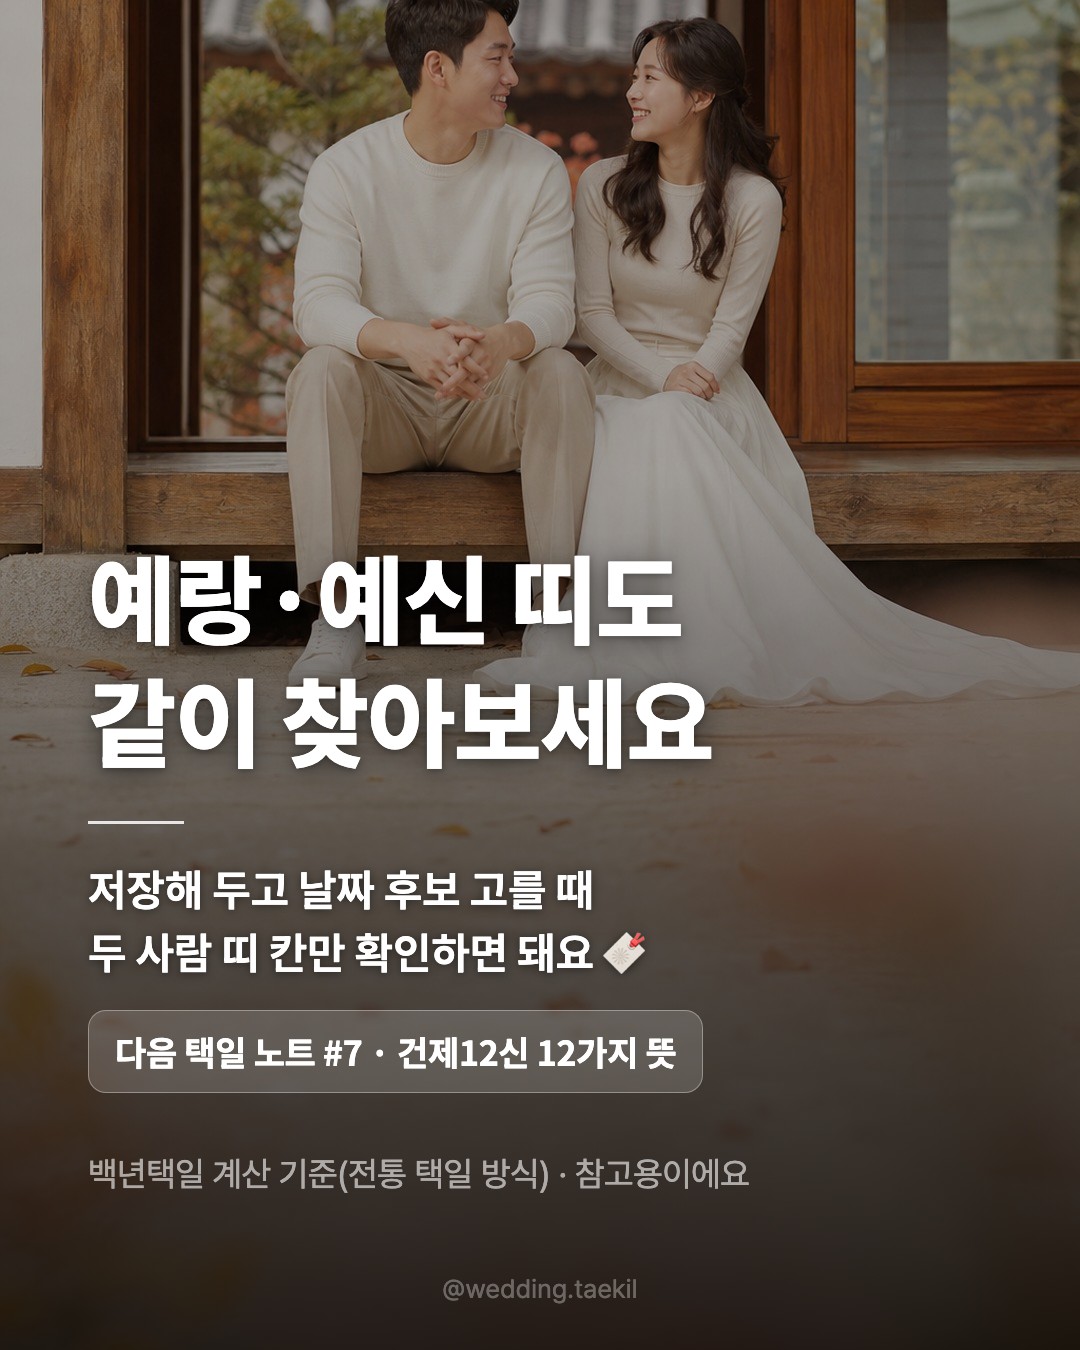 예랑·예신 띠도
같이 찾아보세요
저장해 두고 날짜 후보 고를 때
두 사람 띠 칸만 확인하면 돼요
다음 택일 노트 #7 · 건제12신 12가지 뜻
백년택일 계산 기준(전통 택일 방식) · 참고용이에요
@wedding.taekil